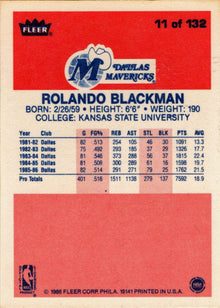 FLEER
11 of 132
DALLAS
MAVERICKS
ROLANDO BLACKMAN
BORN: 2/26/59 • HEIGHT: 6'6" • WEIGHT: 190
COLLEGE: KANSAS STATE UNIVERSITY
Year Club G FG% REB AST STL BLK PTS AVG
1981-82 Dallas 82 .513 254 105 46 30 1091 13.3
1982-83 Dallas 75 .492 293 185 37 29 1326 17.7
1983-84 Dallas 81 .546 373 288 56 37 1815 22.4
1984-85 Dallas 81 .508 300 289 61 16 1598 19.7
1985-86 Dallas 82 .514 291 271 79 25 1762 21.5
Pro Totals 401 .516 1511 1138 279 137 7592 18.9
© 1986 FLEER CORP. PHILA. 19141 PRINTED IN U.S.A.